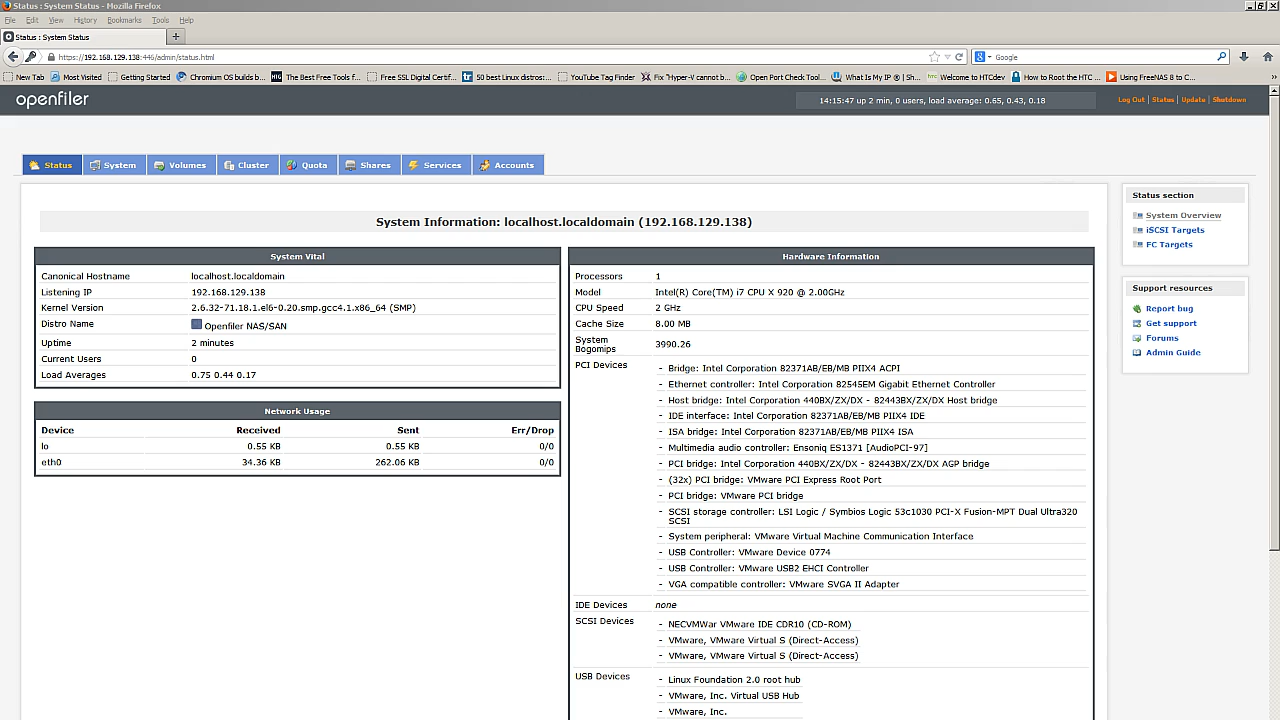 Status : System Status - Mozilla Firefox
File Edit View History Bookmarks Tools Help
Status : System Status
https://192.168.129.138:446/admin/status.html
Google
New Tab Most Visited Getting Started Chromium OS builds b... The Best Free Tools f... Free SSL Digital Certif... 50 best Linux distros:... YouTube Tag Finder Fix "Hyper-V cannot b... Open Port Check Tool... What Is My IP ® | Sh... Welcome to HTCdev How to Root the HTC ... Using FreeNAS 8 to C...
openfiler
14:15:47 up 2 min, 0 users, load average: 0.65, 0.43, 0.18
Log Out | Status | Update | Shutdown
Status System Volumes Cluster Quota Shares Services Accounts
System Information: localhost.localdomain (192.168.129.138)
System Vital
Canonical Hostname localhost.localdomain
Listening IP 192.168.129.138
Kernel Version 2.6.32-71.18.1.el6-0.20.smp.gcc4.1.x86_64 (SMP)
Distro Name Openfiler NAS/SAN
Uptime 2 minutes
Current Users 0
Load Averages 0.75 0.44 0.17
Network Usage
Device Received Sent Err/Drop
lo 0.55 KB 0.55 KB 0/0
eth0 34.36 KB 262.06 KB 0/0
Hardware Information
Processors 1
Model Intel(R) Core(TM) i7 CPU X 920 @ 2.00GHz
CPU Speed 2 GHz
Cache Size 8.00 MB
System Bogomips 3990.26
PCI Devices
- Bridge: Intel Corporation 82371AB/EB/MB PIIX4 ACPI
- Ethernet controller: Intel Corporation 82545EM Gigabit Ethernet Controller
- Host bridge: Intel Corporation 440BX/ZX/DX - 82443BX/ZX/DX Host bridge
- IDE interface: Intel Corporation 82371AB/EB/MB PIIX4 IDE
- ISA bridge: Intel Corporation 82371AB/EB/MB PIIX4 ISA
- Multimedia audio controller: Ensoniq ES1371 [AudioPCI-97]
- PCI bridge: Intel Corporation 440BX/ZX/DX - 82443BX/ZX/DX AGP bridge
- (32x) PCI bridge: VMware PCI Express Root Port
- PCI bridge: VMware PCI bridge
- SCSI storage controller: LSI Logic / Symbios Logic 53c1030 PCI-X Fusion-MPT Dual Ultra320
SCSI
- System peripheral: VMware Virtual Machine Communication Interface
- USB Controller: VMware Device 0774
- USB Controller: VMware USB2 EHCI Controller
- VGA compatible controller: VMware SVGA II Adapter
IDE Devices none
SCSI Devices
- NECVMWar VMware IDE CDR10 (CD-ROM)
- VMware, VMware Virtual S (Direct-Access)
- VMware, VMware Virtual S (Direct-Access)
USB Devices
- Linux Foundation 2.0 root hub
- VMware, Inc. Virtual USB Hub
- VMware, Inc.
Status section
System Overview
iSCSI Targets
FC Targets
Support resources
Report bug
Get support
Forums
Admin Guide